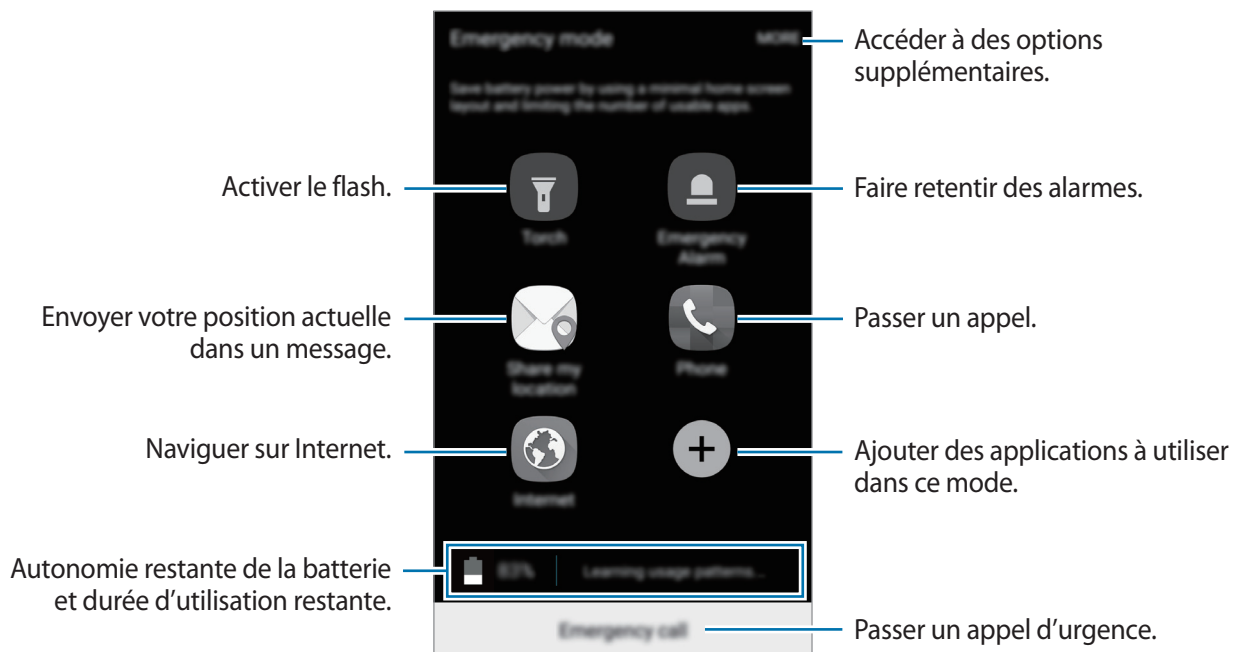 Emergency mode
MORE
Accéder à des options
supplémentaires.
Save battery power by using a minimal home screen
layout and limiting the number of usable apps.
Activer le flash.
Torch
Faire retentir des alarmes.
Emergency
Alarm
Envoyer votre position actuelle
dans un message.
Share my
location
Passer un appel.
Phone
Naviguer sur Internet.
Internet
Ajouter des applications à utiliser
dans ce mode.
Autonomie restante de la batterie
et durée d’utilisation restante.
83%
Learning usage patterns...
Emergency call
Passer un appel d’urgence.